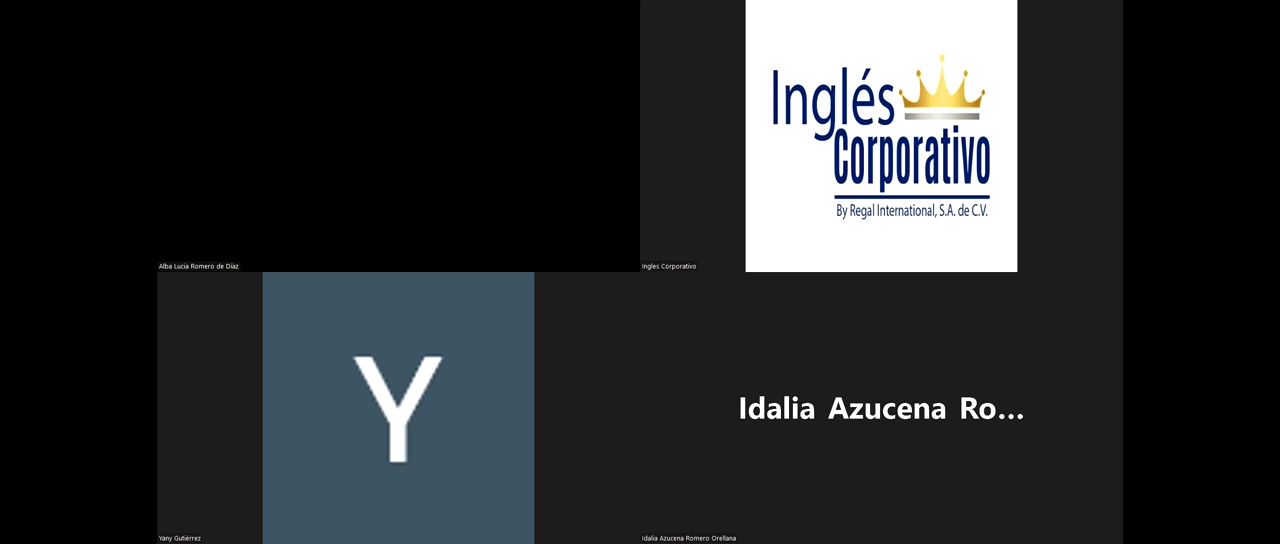 Inglés
Corporativo
By Regal International, S.A. de C.V.
Alba Lucia Romero de Díaz
Ingles Corporativo
Y
Idalia Azucena Ro...
Yany Gutiérrez
Idalia Azucena Romero Orellana